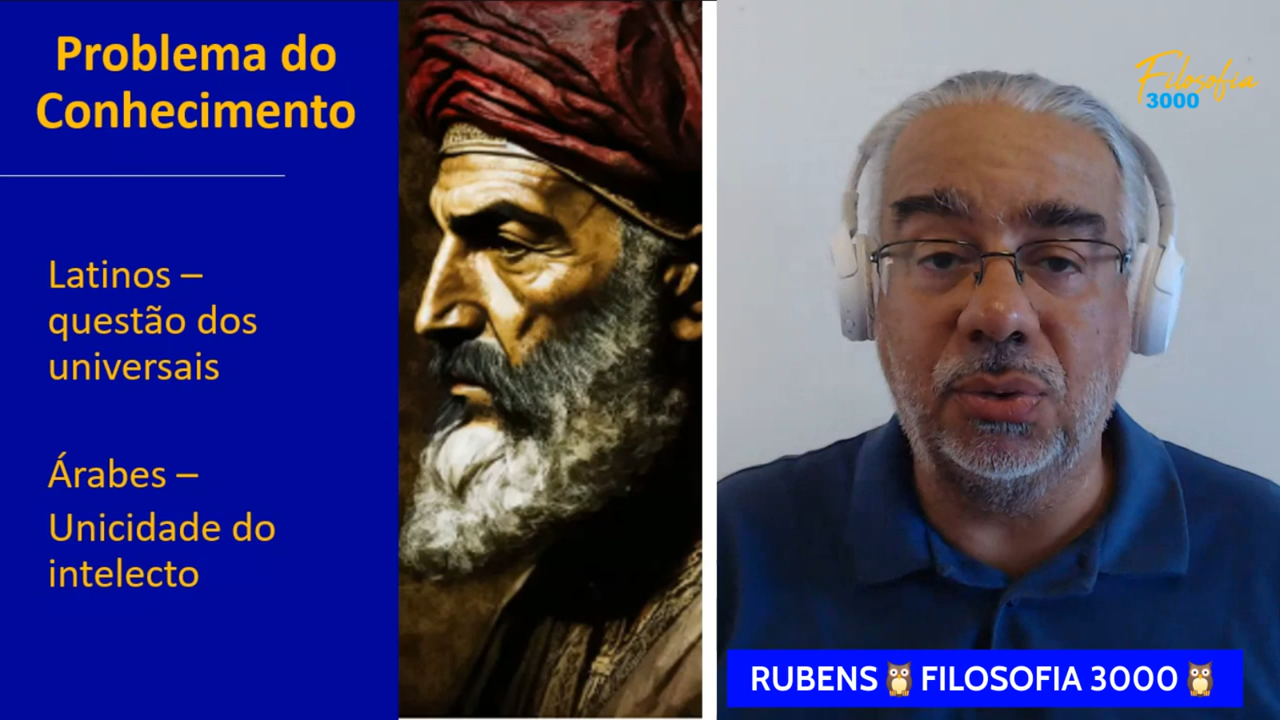 Problema do
Conhecimento
Latinos –
questão dos
universais
Árabes –
Unicidade do
intelecto
Filosofia
3000
RUBENS🦉FILOSOFIA 3000🦉